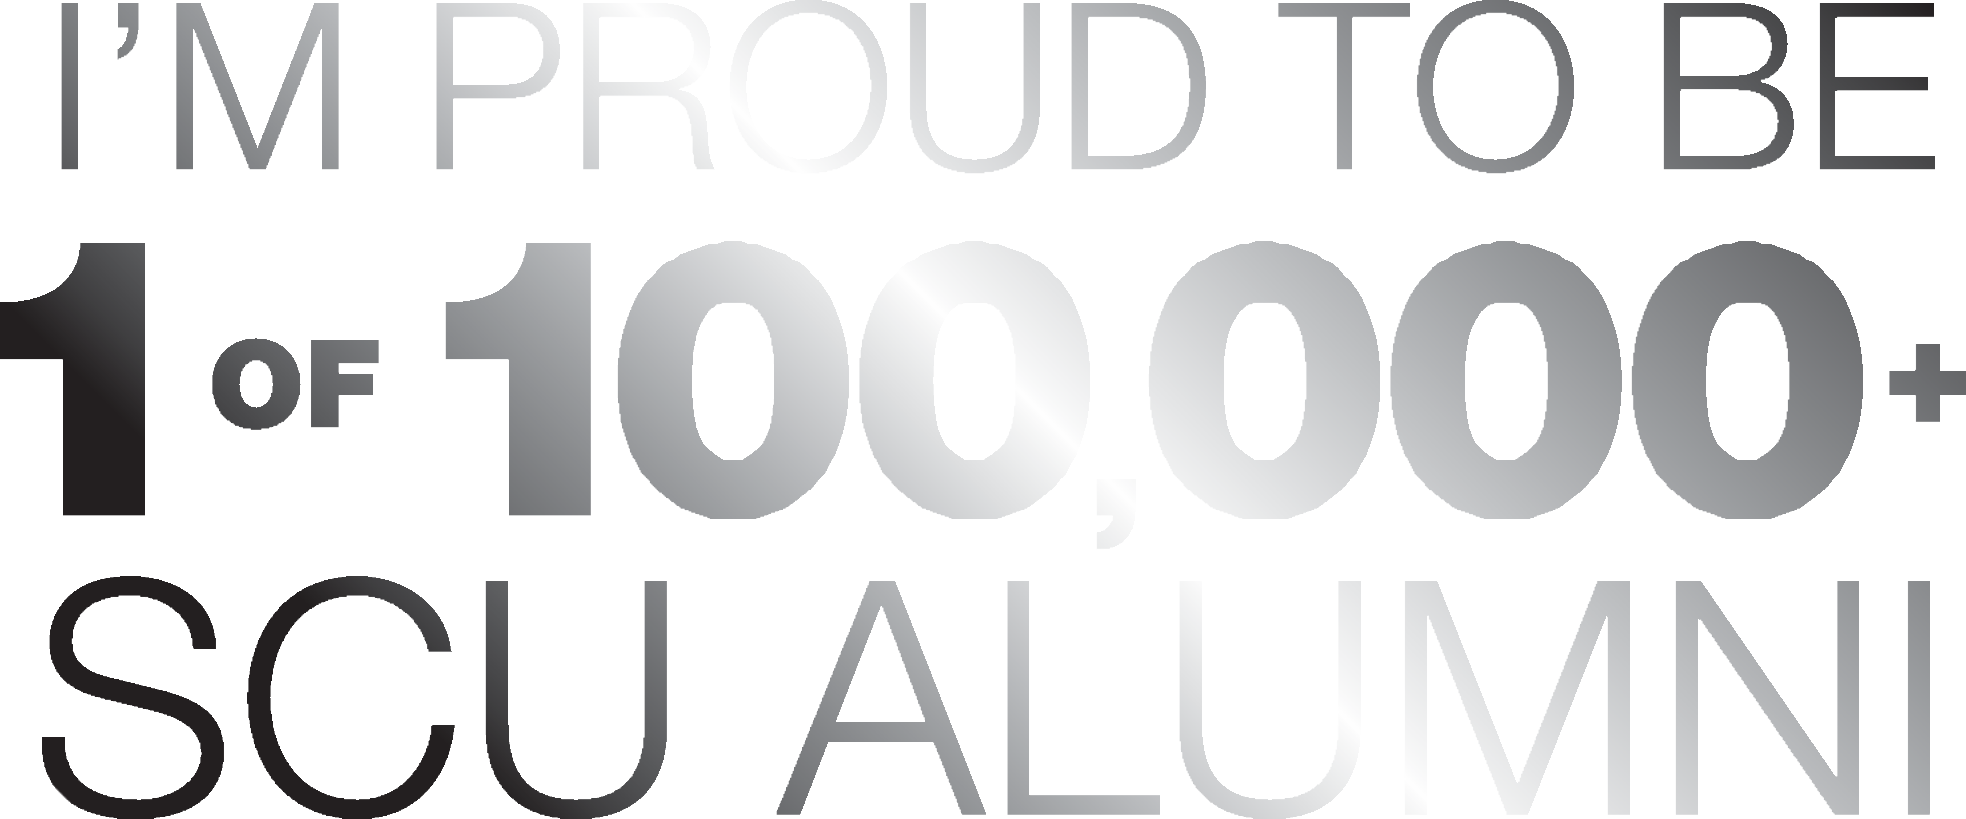 I'M PROUD TO BE
1 OF 100,000+
SCU ALUMNI